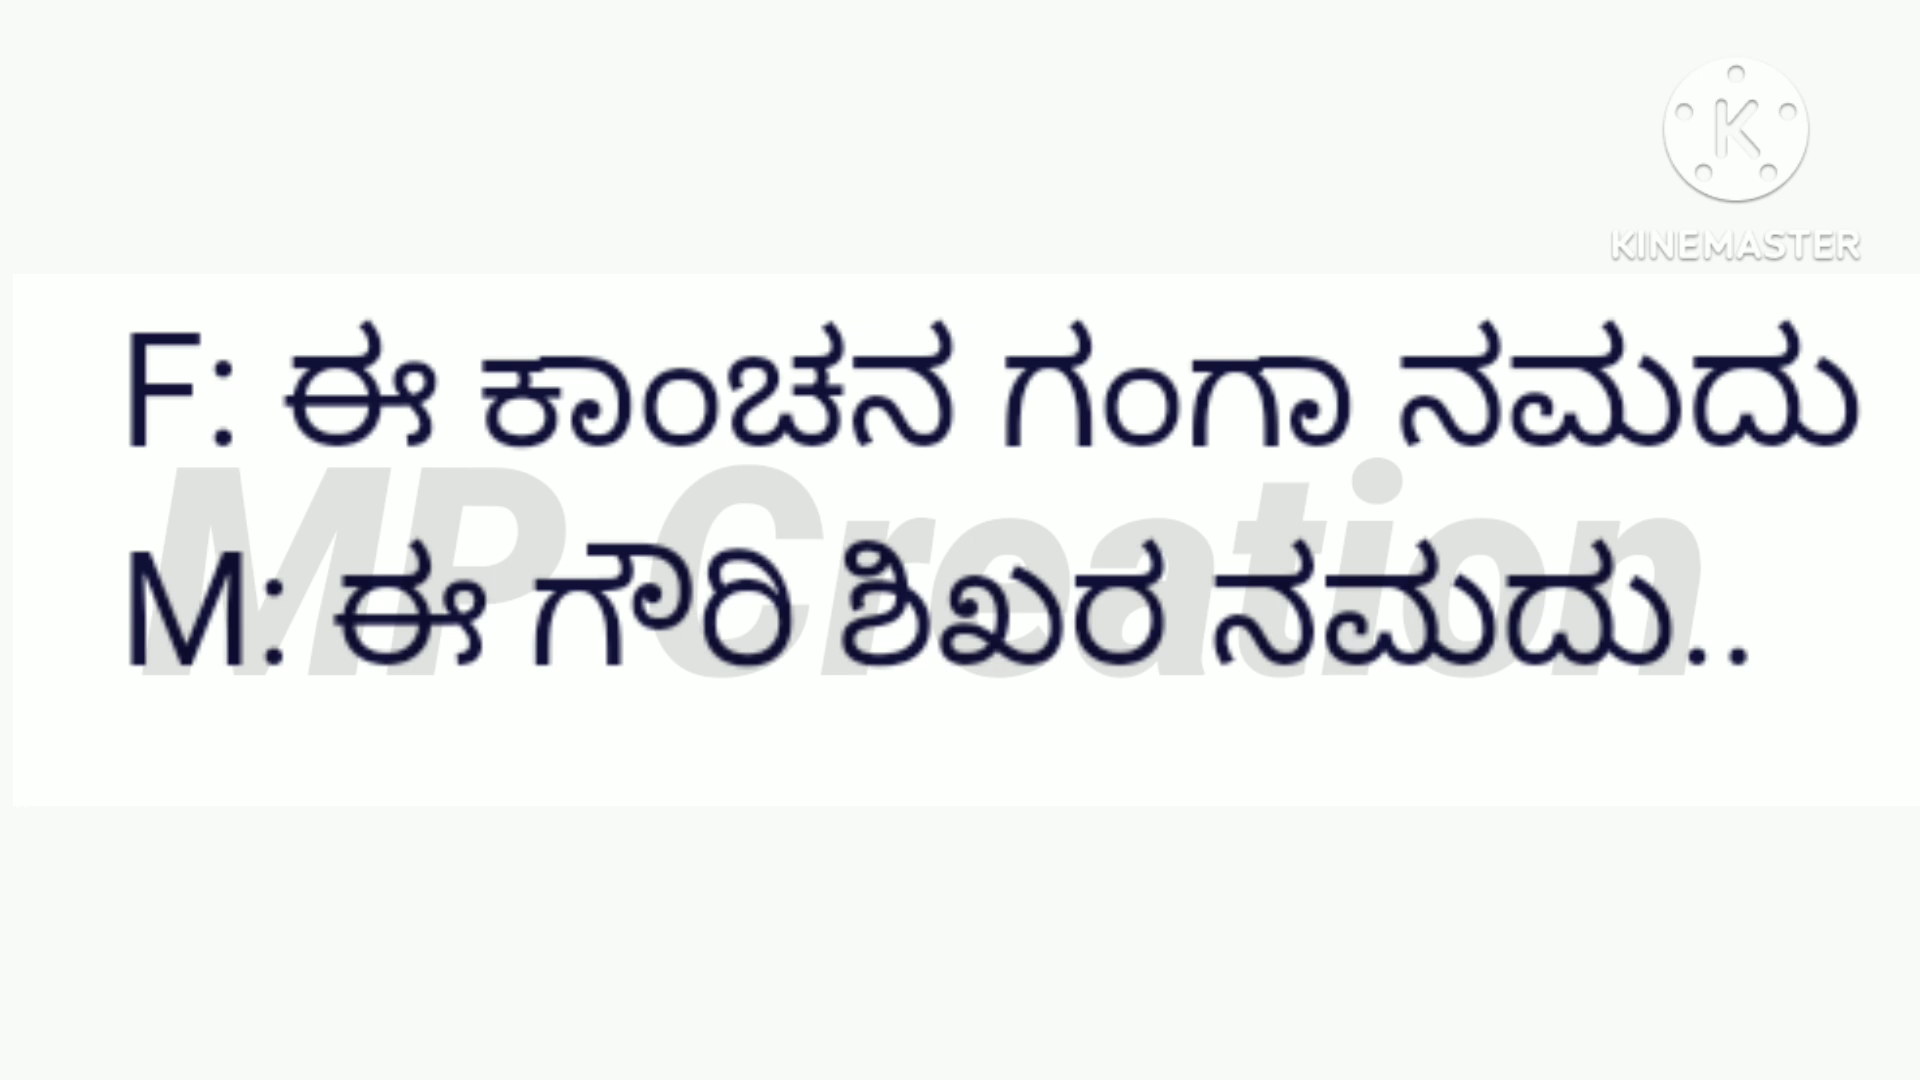 K
KINEMASTER
F: ಈ ಕಾಂಚನ ಗಂಗಾ ನಮದು
MP Creation
M: ಈ ಗೌರಿ ಶಿಖರ ನಮದು..